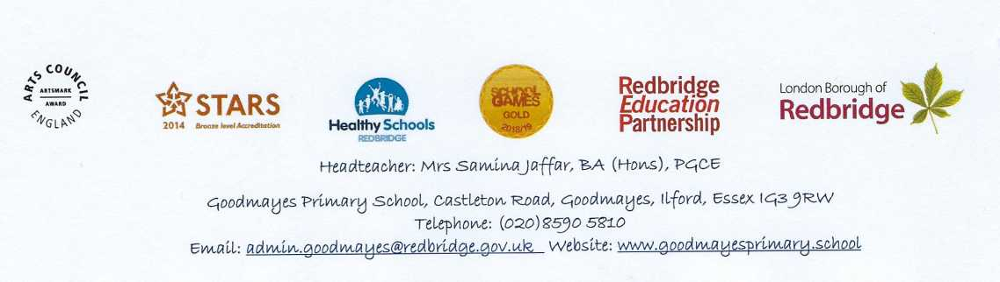 ARTS COUNCIL
ARTSMARK
AWARD
ENGLAND
STARS
2014 Bronze level Accreditation
Healthy Schools
REDBRIDGE
SCHOOL
GAMES
GOLD
2018/19
Redbridge
Education
Partnership
London Borough of
Redbridge
Headteacher: Mrs Samina Jaffar, BA (Hons), PGCE
Goodmayes Primary School, Castleton Road, Goodmayes, Ilford, Essex IG3 9RW
Telephone: (020)8590 5810
Email: admin.goodmayes@redbridge.gov.uk Website: www.goodmayesprimary.school